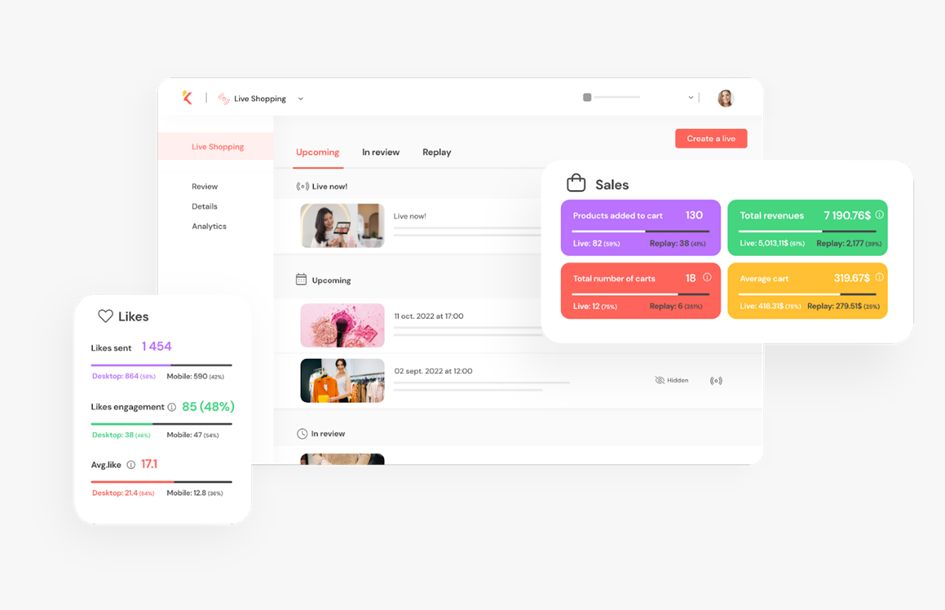 Live Shopping
Create a live
Live Shopping
Upcoming In review Replay
Review
Details
Analytics
Live now!
Live now!
Upcoming
11 oct. 2022 at 17:00
02 sept. 2022 at 12:00
Hidden
In review
Sales
Products added to cart 130
Live: 82 (59%) Replay: 38 (41%)
Total revenues 7 190.76$
Live: 5,013,11$ (61%) Replay: 2,177 (39%)
Total number of carts 18
Live: 12 (75%) Replay: 6 (251%)
Average cart 319.67$
Live: 416.31$ (75%) Replay: 279.51$ (25%)
Likes
Likes sent 1 454
Desktop: 864 (58%) Mobile: 590 (42%)
Likes engagement 85 (48%)
Desktop: 38 (46%) Mobile: 47 (54%)
Avg.like 17.1
Desktop: 21.4 (64%) Mobile: 12.8 (36%)